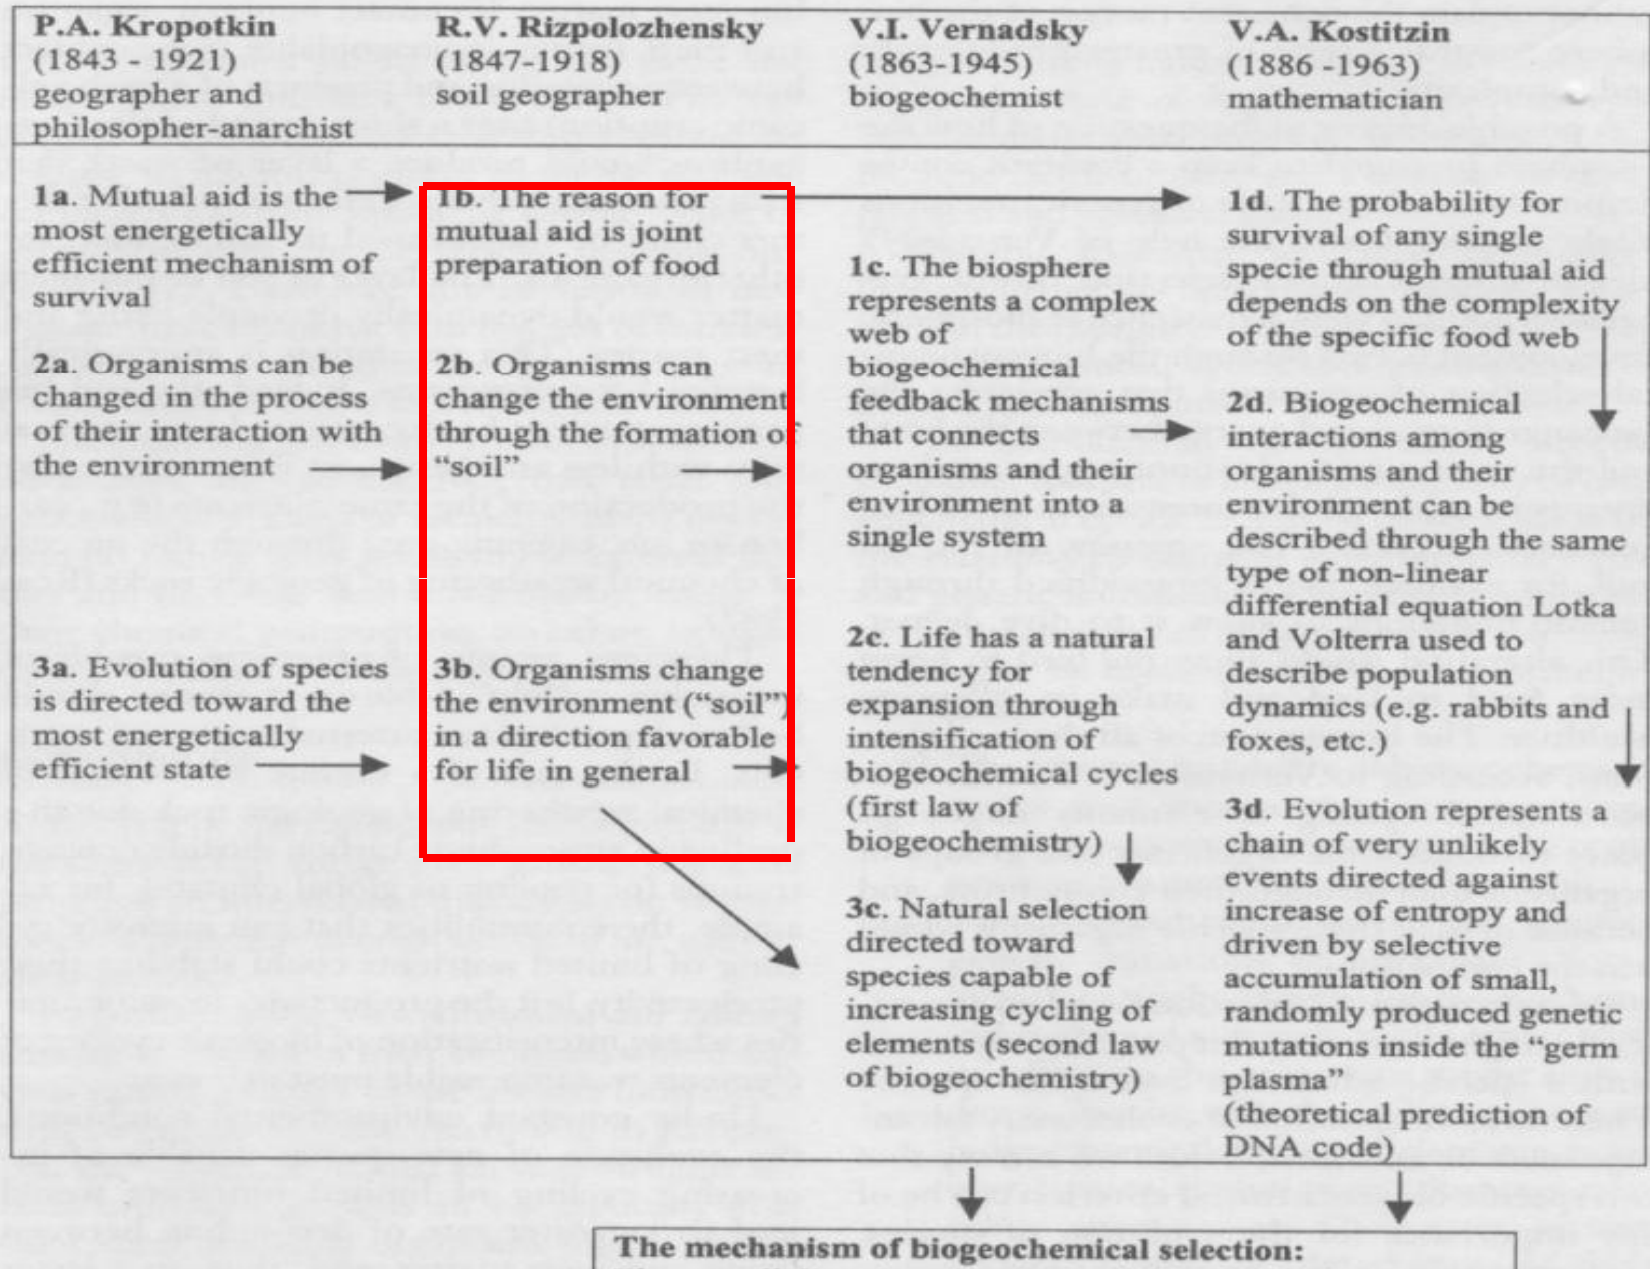 P.A. Kropotkin
(1843 - 1921)
geographer and
philosopher-anarchist
R.V. Rizpolozhensky
(1847-1918)
soil geographer
V.I. Vernadsky
(1863-1945)
biogeochemist
V.A. Kostitzin
(1886 -1963)
mathematician
1a. Mutual aid is the
most energetically
efficient mechanism of
survival
2a. Organisms can be
changed in the process
of their interaction with
the environment
3a. Evolution of species
is directed toward the
most energetically
efficient state
1b. The reason for
mutual aid is joint
preparation of food
2b. Organisms can
change the environment
through the formation of
“soil”
3b. Organisms change
the environment (“soil”)
in a direction favorable
for life in general
1c. The biosphere
represents a complex
web of
biogeochemical
feedback mechanisms
that connects
organisms and their
environment into a
single system
2c. Life has a natural
tendency for
expansion through
intensification of
biogeochemical cycles
(first law of
biogeochemistry)
3c. Natural selection
directed toward
species capable of
increasing cycling of
elements (second law
of biogeochemistry)
1d. The probability for
survival of any single
specie through mutual aid
depends on the complexity
of the specific food web
2d. Biogeochemical
interactions among
organisms and their
environment can be
described through the same
type of non-linear
differential equation Lotka
and Volterra used to
describe population
dynamics (e.g. rabbits and
foxes, etc.)
3d. Evolution represents a
chain of very unlikely
events directed against
increase of entropy and
driven by selective
accumulation of small,
randomly produced genetic
mutations inside the “germ
plasma”
(theoretical prediction of
DNA code)
The mechanism of biogeochemical selection: